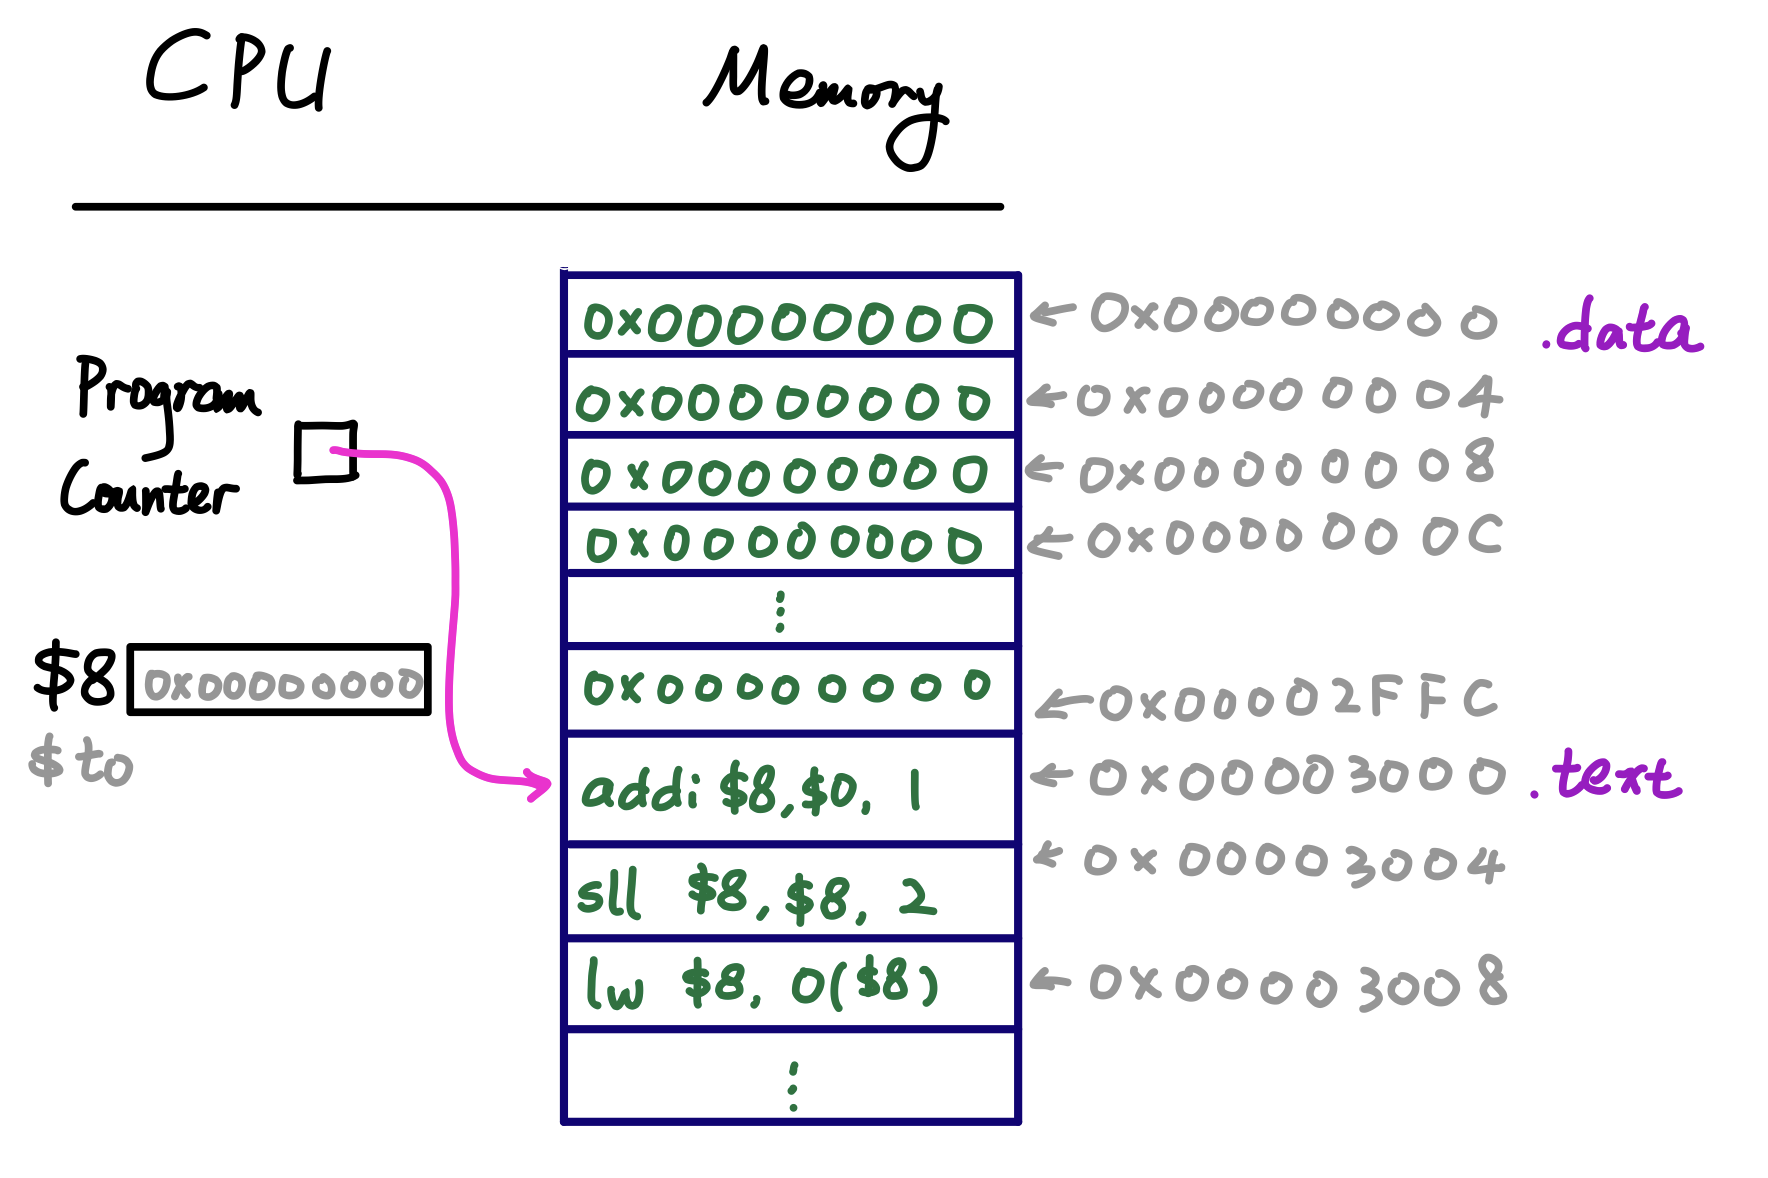 CPU Memory
0x00000000 ← 0x00000000 .data
0x00000000 ← 0x00000004
Program
0x00000000 ← 0x00000008
Counter
0x00000000 ← 0x0000000C
⋮
$8 0x00000000
0x00000000 ← 0x00002FFC
$t0
addi $8,$0, 1 ← 0x00003000 .text
sll $8,$8, 2 ← 0x00003004
lw $8, 0($8) ← 0x00003008
⋮